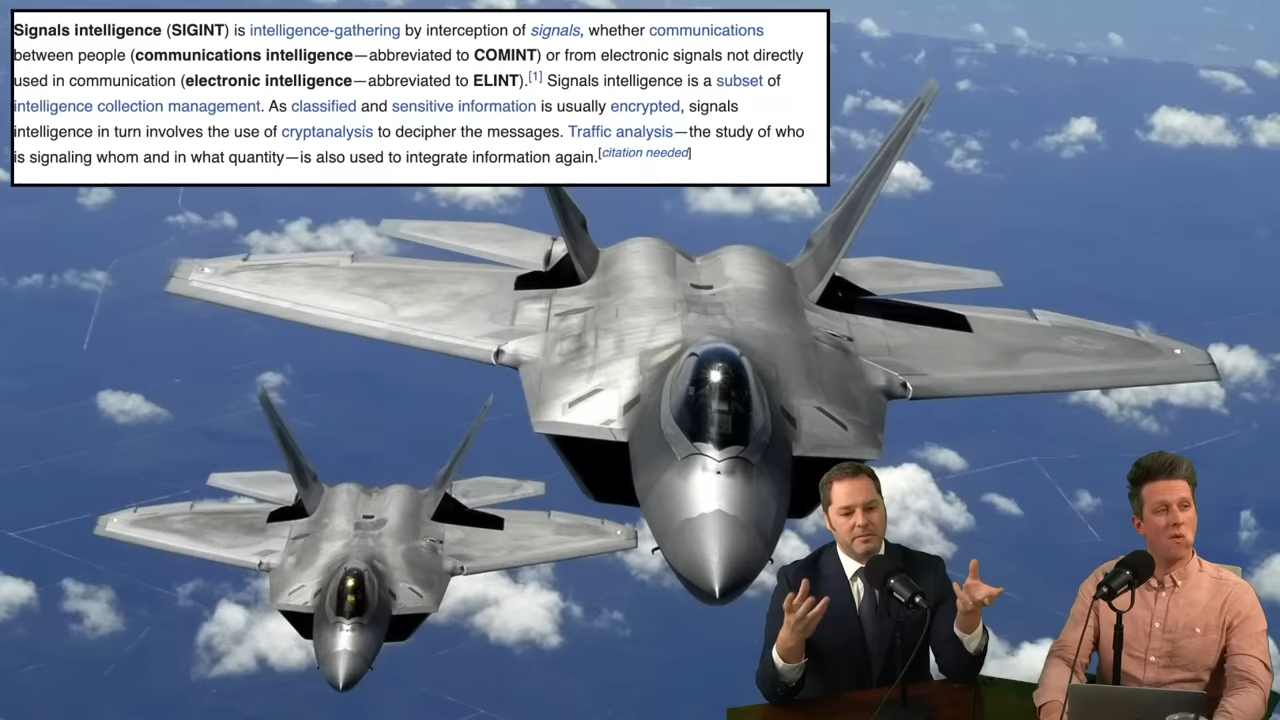 Signals intelligence (SIGINT) is intelligence-gathering by interception of signals, whether communications
between people (communications intelligence—abbreviated to COMINT) or from electronic signals not directly
used in communication (electronic intelligence—abbreviated to ELINT).[1] Signals intelligence is a subset of
intelligence collection management. As classified and sensitive information is usually encrypted, signals
intelligence in turn involves the use of cryptanalysis to decipher the messages. Traffic analysis—the study of who
is signaling whom and in what quantity—is also used to integrate information again.[citation needed]